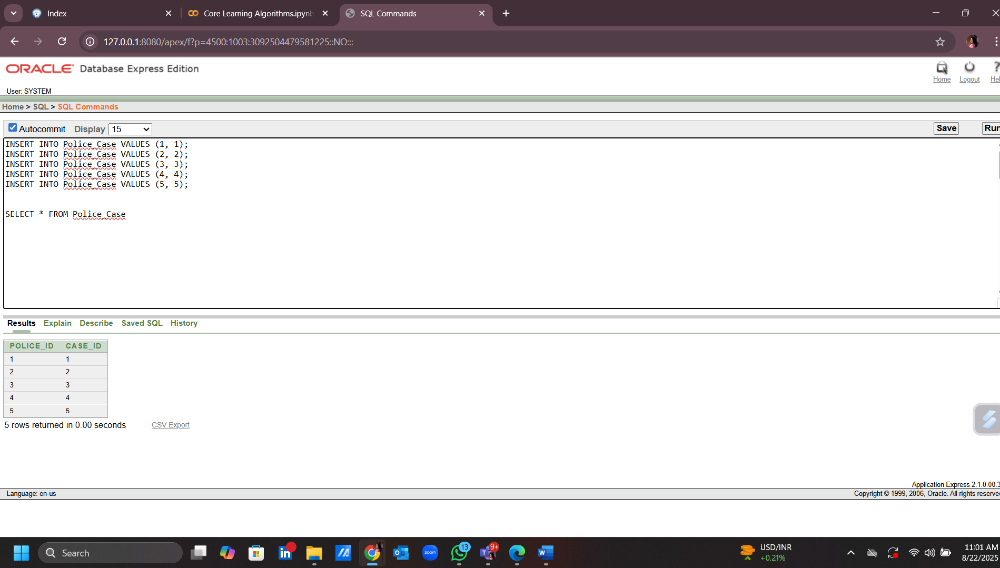 Index
Core Learning Algorithms.ipynb
SQL Commands
127.0.0.1:8080/apex/f?p=4500:1003:3092504479581225::NO:::
ORACLE Database Express Edition
Home
Logout
Hel
User: SYSTEM
Home > SQL > SQL Commands
Autocommit Display 15
Save
Run
INSERT INTO Police_Case VALUES (1, 1);
INSERT INTO Police_Case VALUES (2, 2);
INSERT INTO Police_Case VALUES (3, 3);
INSERT INTO Police_Case VALUES (4, 4);
INSERT INTO Police_Case VALUES (5, 5);
SELECT * FROM Police_Case
Results Explain Describe Saved SQL History
POLICE_ID CASE_ID
1 1
2 2
3 3
4 4
5 5
5 rows returned in 0.00 seconds CSV Export
Application Express 2.1.0.00.3
Language: en-us
Copyright © 1999, 2006, Oracle. All rights reserve
Search
in
zoom
13
9+
USD/INR
+0.21%
11:01 AM
8/22/2025